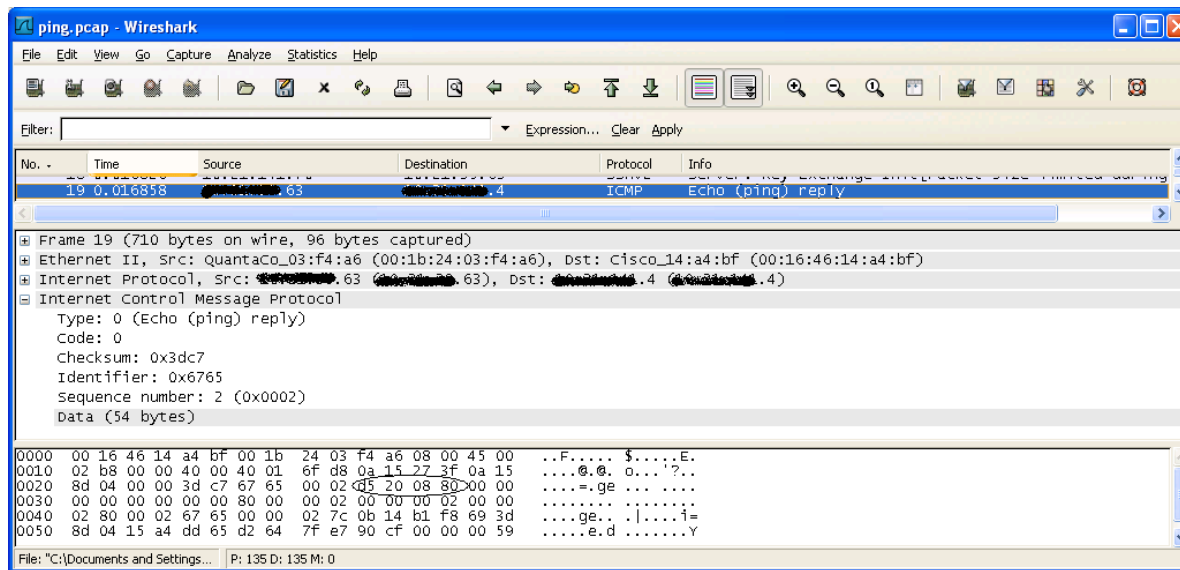 ping.pcap - Wireshark
File Edit View Go Capture Analyze Statistics Help
Filter: Expression... Clear Apply
No. . Time Source Destination Protocol Info
19 0.016858 .63 .4 ICMP Echo (ping) reply
Frame 19 (710 bytes on wire, 96 bytes captured)
Ethernet II, Src: QuantaCo_03:f4:a6 (00:1b:24:03:f4:a6), Dst: Cisco_14:a4:bf (00:16:46:14:a4:bf)
Internet Protocol, Src: .63 ( .63), Dst: .4 ( .4)
Internet Control Message Protocol
Type: 0 (Echo (ping) reply)
Code: 0
Checksum: 0x3dc7
Identifier: 0x6765
Sequence number: 2 (0x0002)
Data (54 bytes)
0000 00 16 46 14 a4 bf 00 1b 24 03 f4 a6 08 00 45 00 ..F..... $.....E.
0010 02 b8 00 00 40 00 40 01 6f d8 0a 15 27 3f 0a 15 ....@.@. o...'?..
0020 8d 04 00 00 3d c7 67 65 00 02 d5 20 08 80 00 00 ....=.ge ... ....
0030 00 00 00 00 00 80 00 00 02 00 00 00 02 00 00 ........ ........
0040 02 80 00 02 67 65 00 00 02 7c 0b 14 b1 f8 69 3d ....ge.. .|....i=
0050 8d 04 15 a4 dd 65 d2 64 7f e7 90 cf 00 00 00 59 .....e.d .......Y
File: "C:\Documents and Settings... P: 135 D: 135 M: 0